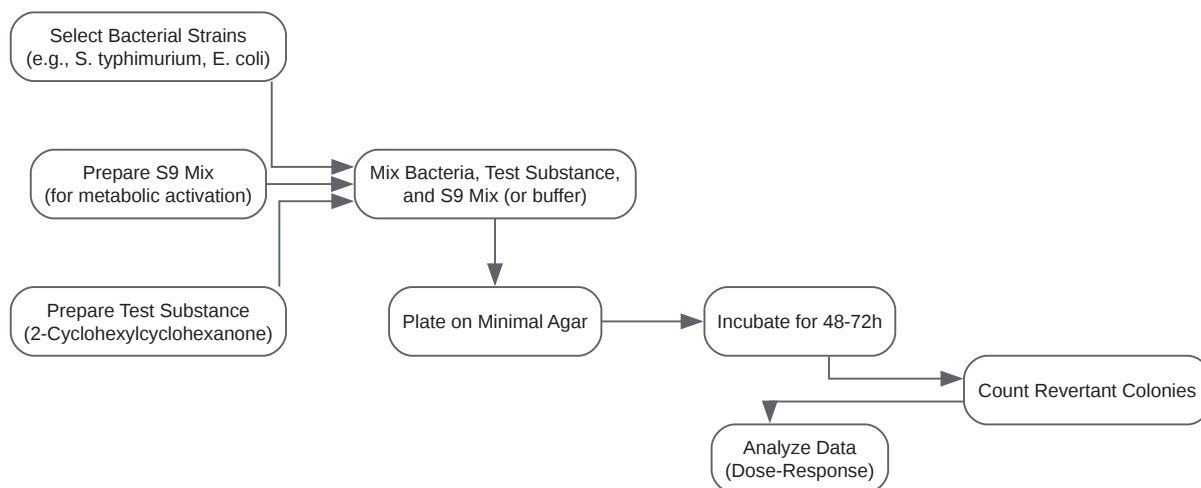 Select Bacterial Strains
(e.g., S. typhimurium, E. coli)
Prepare S9 Mix
(for metabolic activation)
Mix Bacteria, Test Substance,
and S9 Mix (or buffer)
Prepare Test Substance
(2-Cyclohexylcyclohexanone)
Plate on Minimal Agar
Incubate for 48-72h
Count Revertant Colonies
Analyze Data
(Dose-Response)